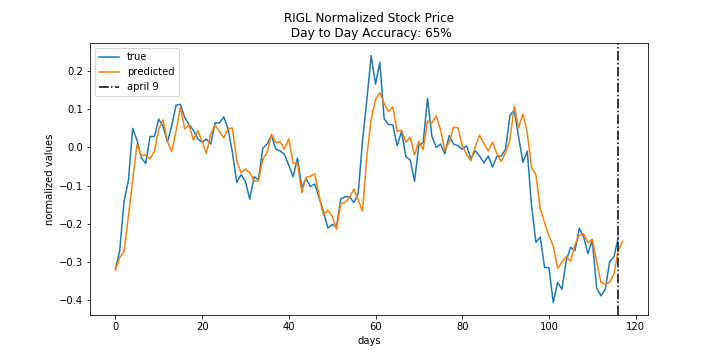 RIGL Normalized Stock Price
Day to Day Accuracy: 65%
true
predicted
april 9
normalized values
0.2
0.1
0.0
−0.1
−0.2
−0.3
−0.4
0 20 40 60 80 100 120
days